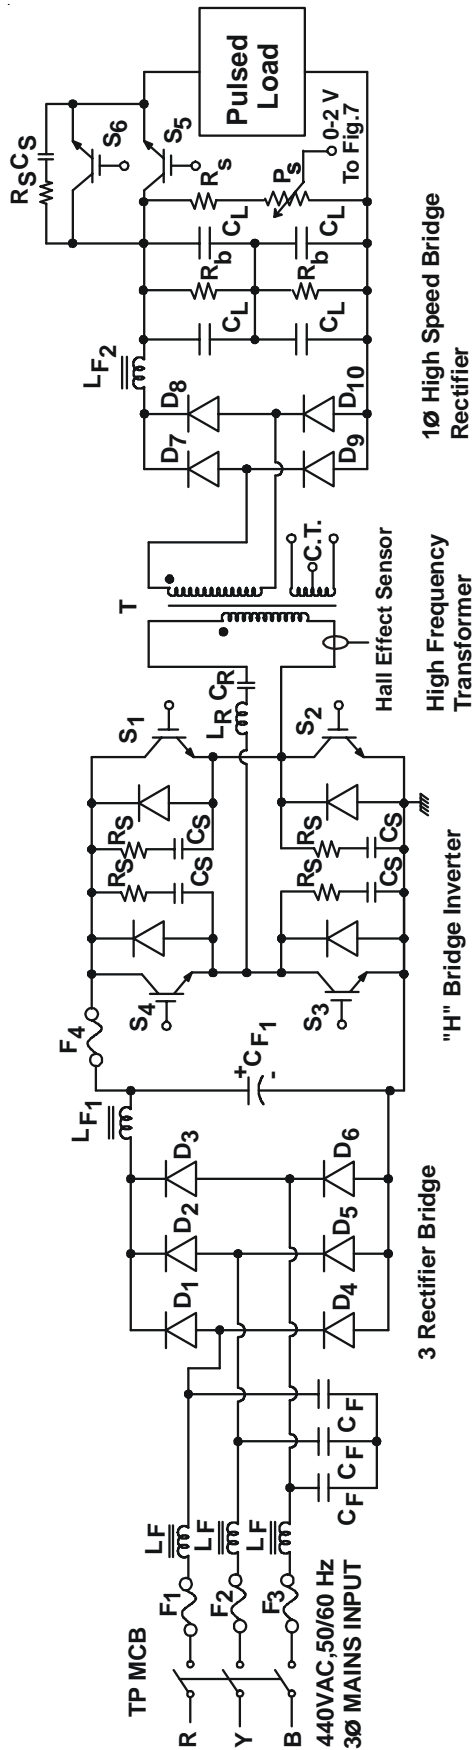 TP MCB
R
Y
B
440VAC,50/60 Hz
3Ø MAINS INPUT
F1
F2
F3
LF
LF
LF
CF
CF
CF
D1
D2
D3
D4
D5
D6
3 Rectifier Bridge
LF1
+
CF1
-
F4
S4
S3
RS
CS
RS
CS
RS
CS
RS
CS
S1
S2
"H" Bridge Inverter
LR
CR
T
Hall Effect Sensor
C.T.
High Frequency
Transformer
D7
D8
D9
D10
LF2
CL
CL
Rb
Rb
CL
CL
Rs
Ps
RS
CS
S6
S5
0-2 V
To Fig.7
Pulsed
Load
1Ø High Speed Bridge
Rectifier